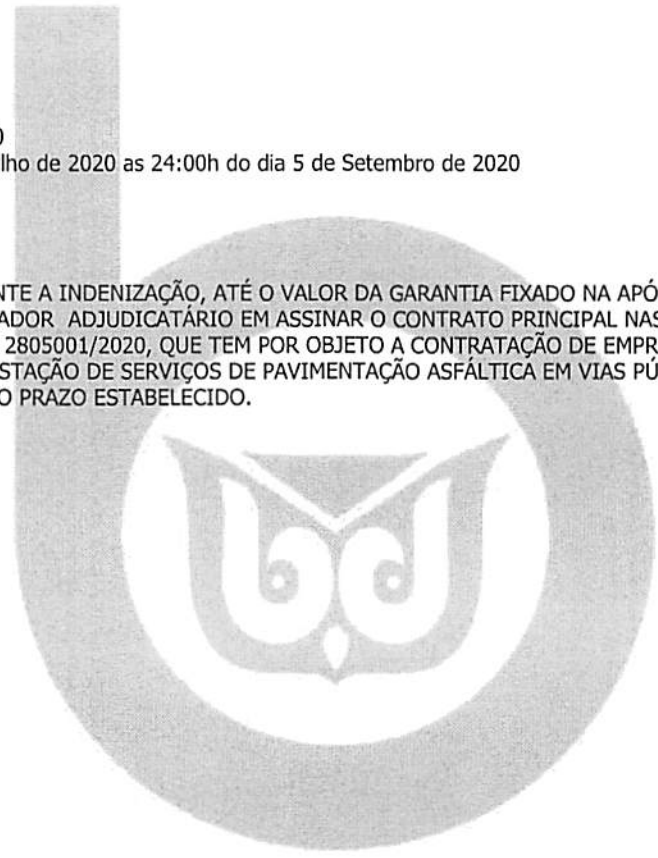 0
lho de 2020 as 24:00h do dia 5 de Setembro de 2020
NTE A INDENIZAÇÃO, ATÉ O VALOR DA GARANTIA FIXADO NA APÓ
ADOR ADJUDICATÁRIO EM ASSINAR O CONTRATO PRINCIPAL NAS
2805001/2020, QUE TEM POR OBJETO A CONTRATAÇÃO DE EMPR
STAÇÃO DE SERVIÇOS DE PAVIMENTAÇÃO ASFÁLTICA EM VIAS PÚ
O PRAZO ESTABELECIDO.